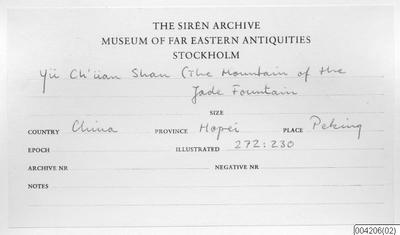 THE SIRÉN ARCHIVE
MUSEUM OF FAR EASTERN ANTIQUITIES
STOCKHOLM
Yü Ch'üan Shan (The Mountain of the
Jade Fountain
SIZE
COUNTRY China PROVINCE Hopei PLACE Peking
EPOCH ILLUSTRATED 272:230
ARCHIVE NR NEGATIVE NR
NOTES
004206(02)